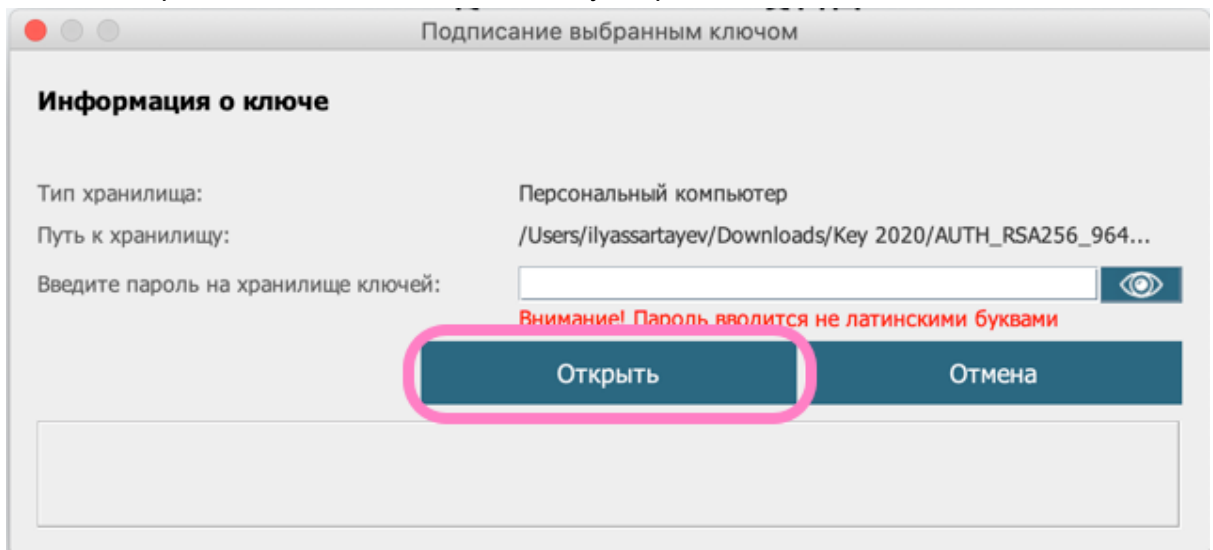 Подписание выбранным ключом
Информация о ключе
Тип хранилища: Персональный компьютер
Путь к хранилищу: /Users/ilyassartayev/Downloads/Key 2020/AUTH_RSA256_964...
Введите пароль на хранилище ключей:
Внимание! Пароль вводится не латинскими буквами
Открыть Отмена